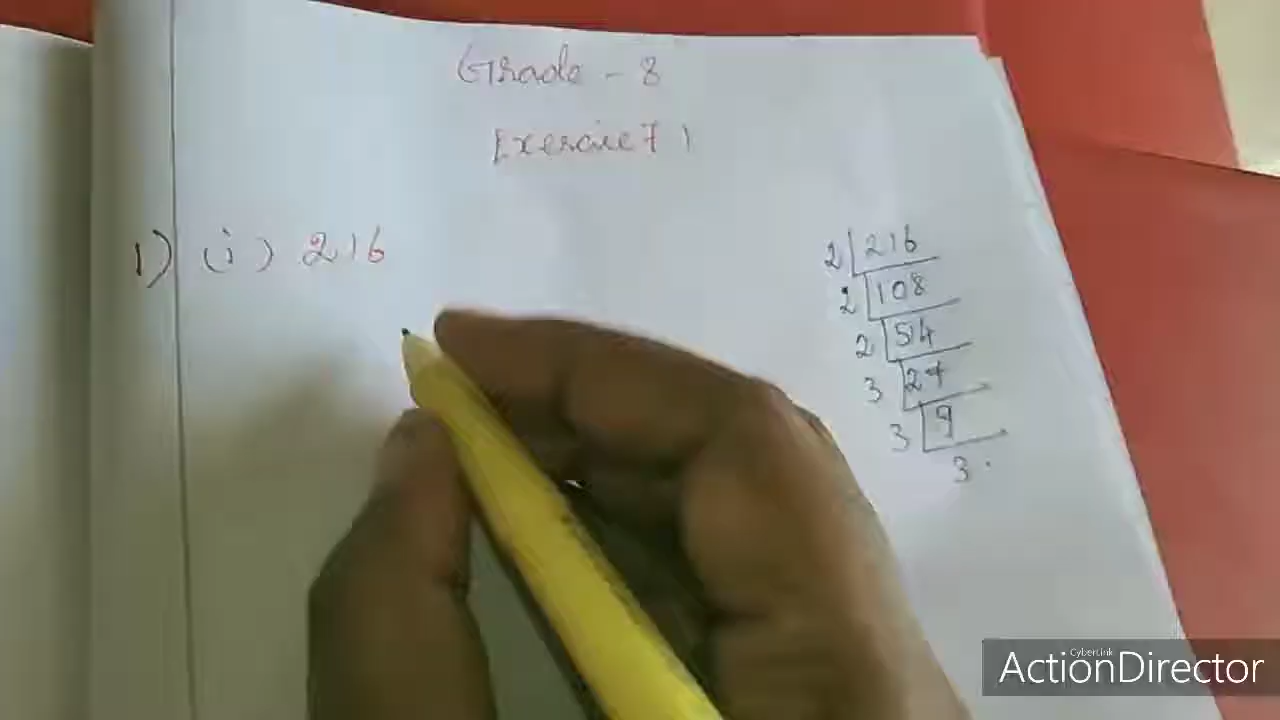 Grade - 8
Exercise 7 1
1) (i) 216
2 216
2 108
2 54
3 27
3 9
3.
CyberLink
ActionDirector